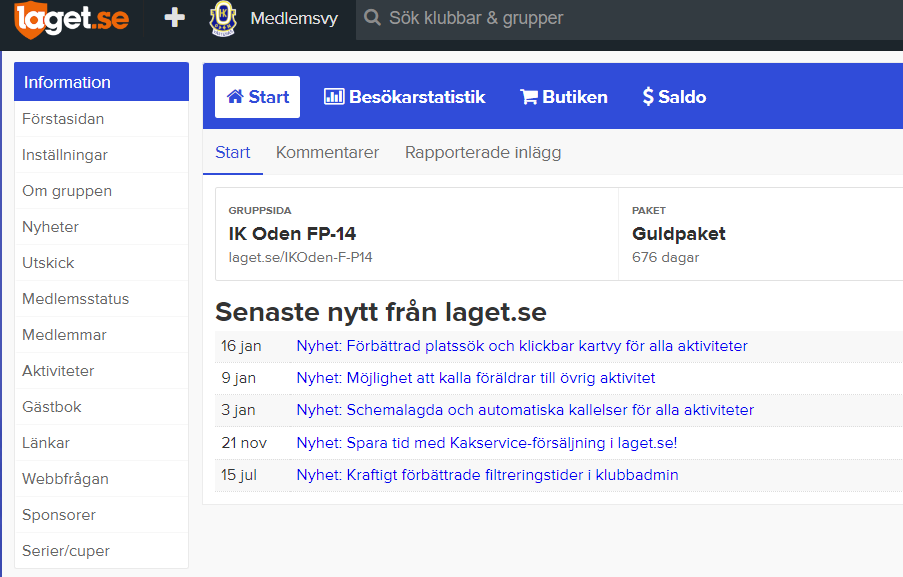 laget.se Medlemsvy Sök klubbar & grupper
Information
Förstasidan
Inställningar
Om gruppen
Nyheter
Utskick
Medlemsstatus
Medlemmar
Aktiviteter
Gästbok
Länkar
Webbfrågan
Sponsorer
Serier/cuper
Start Besökarstatistik Butiken $ Saldo
Start Kommentarer Rapporterade inlägg
GRUPPSIDA
IK Oden FP-14
laget.se/IKOden-F-P14
PAKET
Guldpaket
676 dagar
Senaste nytt från laget.se
16 jan Nyhet: Förbättrad platssök och klickbar kartvy för alla aktiviteter
9 jan Nyhet: Möjlighet att kalla föräldrar till övrig aktivitet
3 jan Nyhet: Schemalagda och automatiska kallelser för alla aktiviteter
21 nov Nyhet: Spara tid med Kakservice-försäljning i laget.se!
15 jul Nyhet: Kraftigt förbättrade filtreringstider i klubbadmin